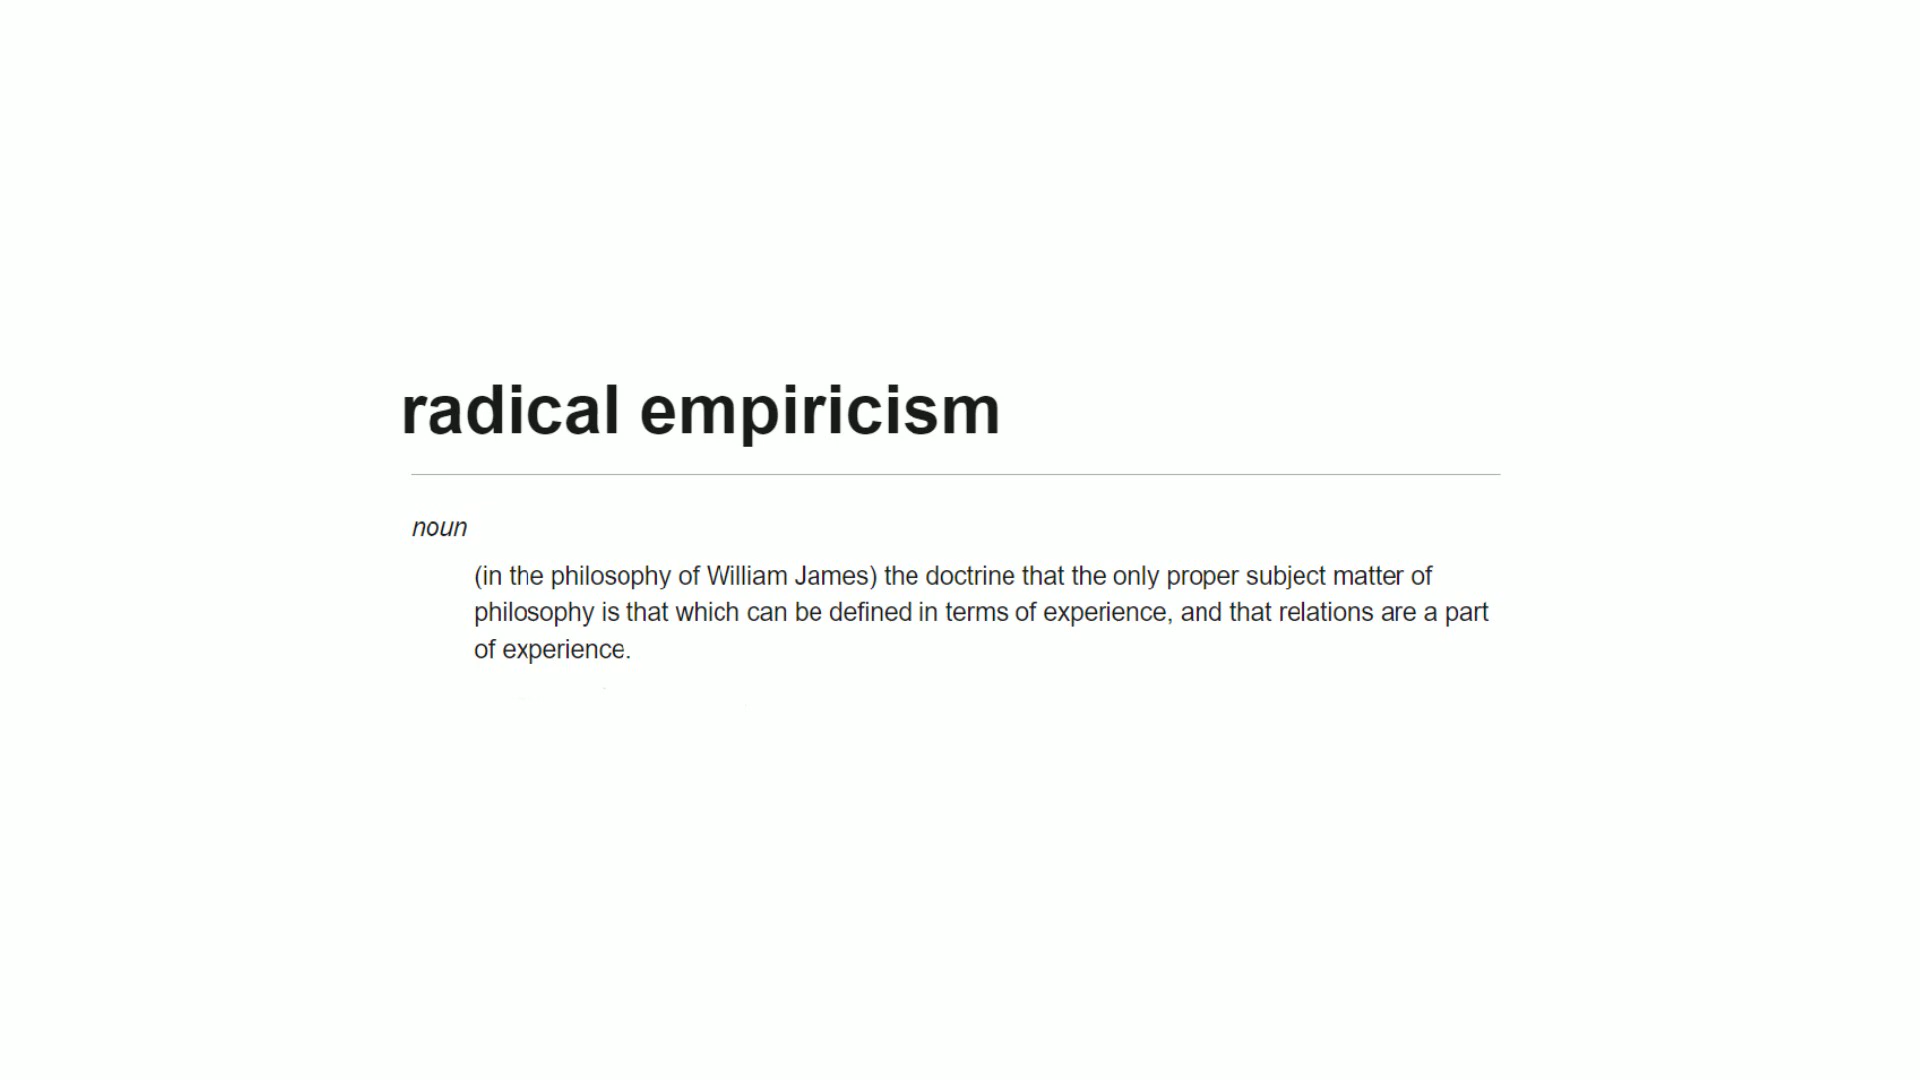 radical empiricism
noun
(in the philosophy of William James) the doctrine that the only proper subject matter of
philosophy is that which can be defined in terms of experience, and that relations are a part
of experience.